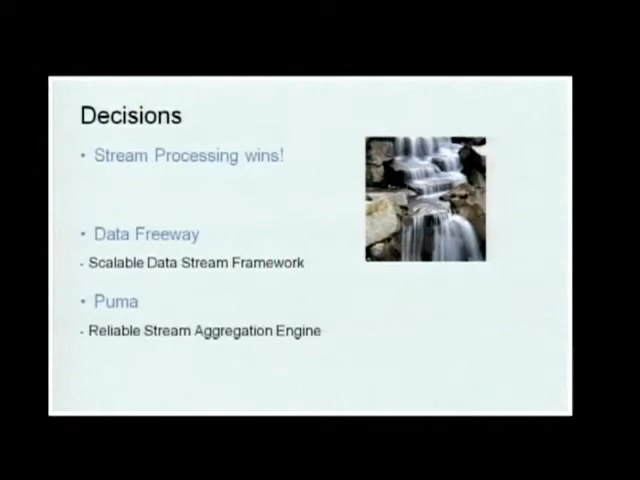 Decisions
• Stream Processing wins!
• Data Freeway
- Scalable Data Stream Framework
• Puma
- Reliable Stream Aggregation Engine